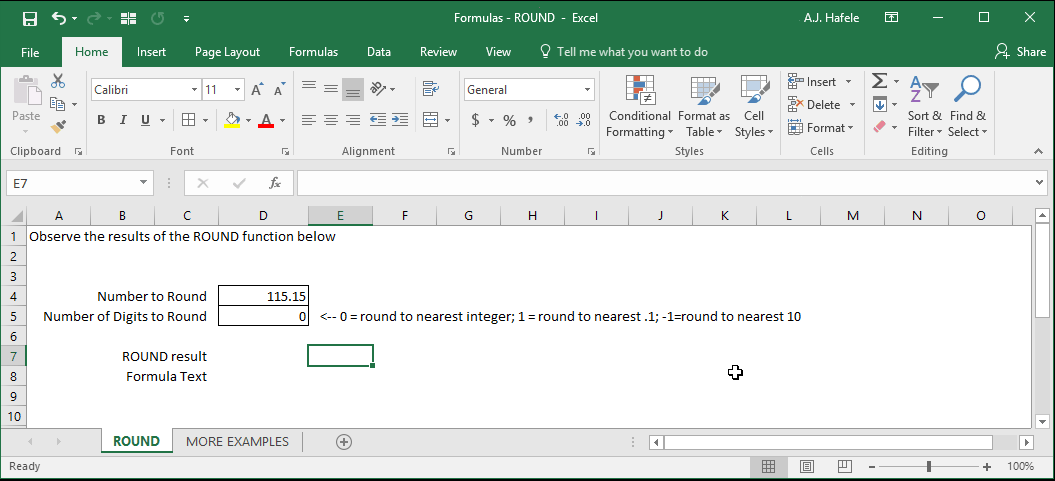 Formulas - ROUND - Excel A.J. Hafele
File Home Insert Page Layout Formulas Data Review View Tell me what you want to do Share
Calibri 11 General
Paste B I U A $ % , Conditional Formatting Format as Table Cell Styles Insert Delete Format Sort & Filter Find & Select
Clipboard Font Alignment Number Styles Cells Editing
E7 fx
A B C D E F G H I J K L M N O
1 Observe the results of the ROUND function below
2
3
4 Number to Round 115.15
5 Number of Digits to Round 0 <-- 0 = round to nearest integer; 1 = round to nearest .1; -1=round to nearest 10
6
7 ROUND result
8 Formula Text
9
10
ROUND MORE EXAMPLES
Ready 100%